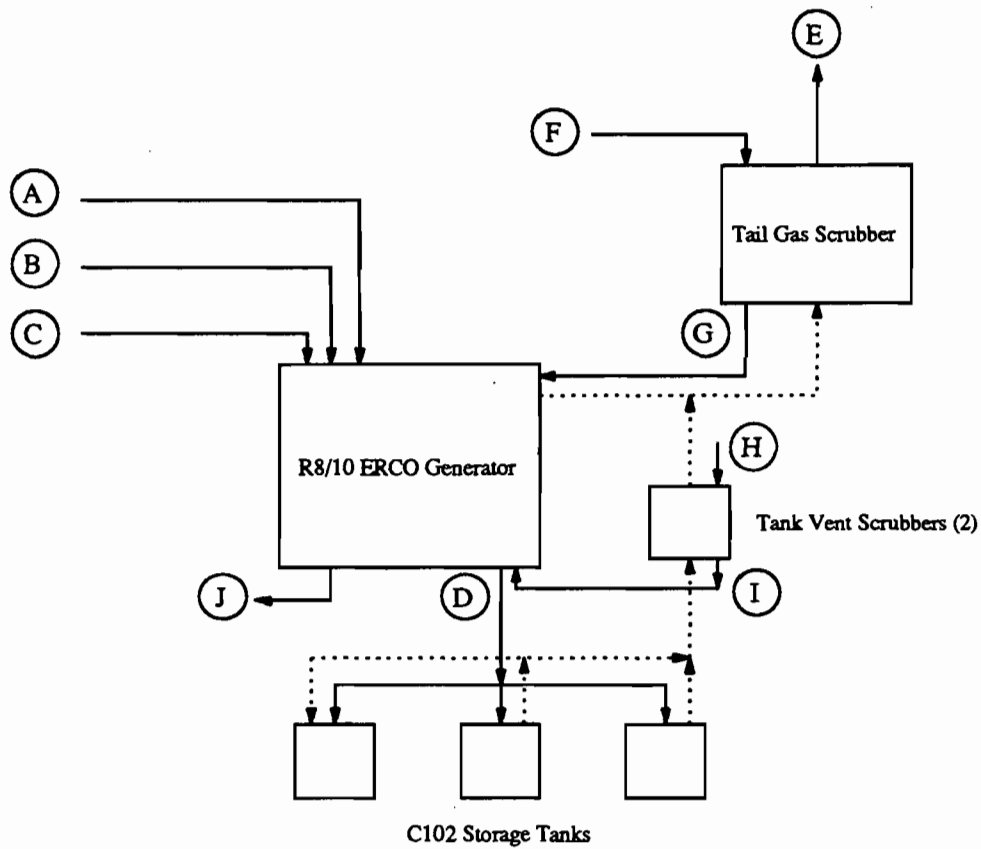 E
F
A
Tail Gas Scrubber
B
C
G
H
R8/10 ERCO Generator
Tank Vent Scrubbers (2)
J
D
I
C102 Storage Tanks